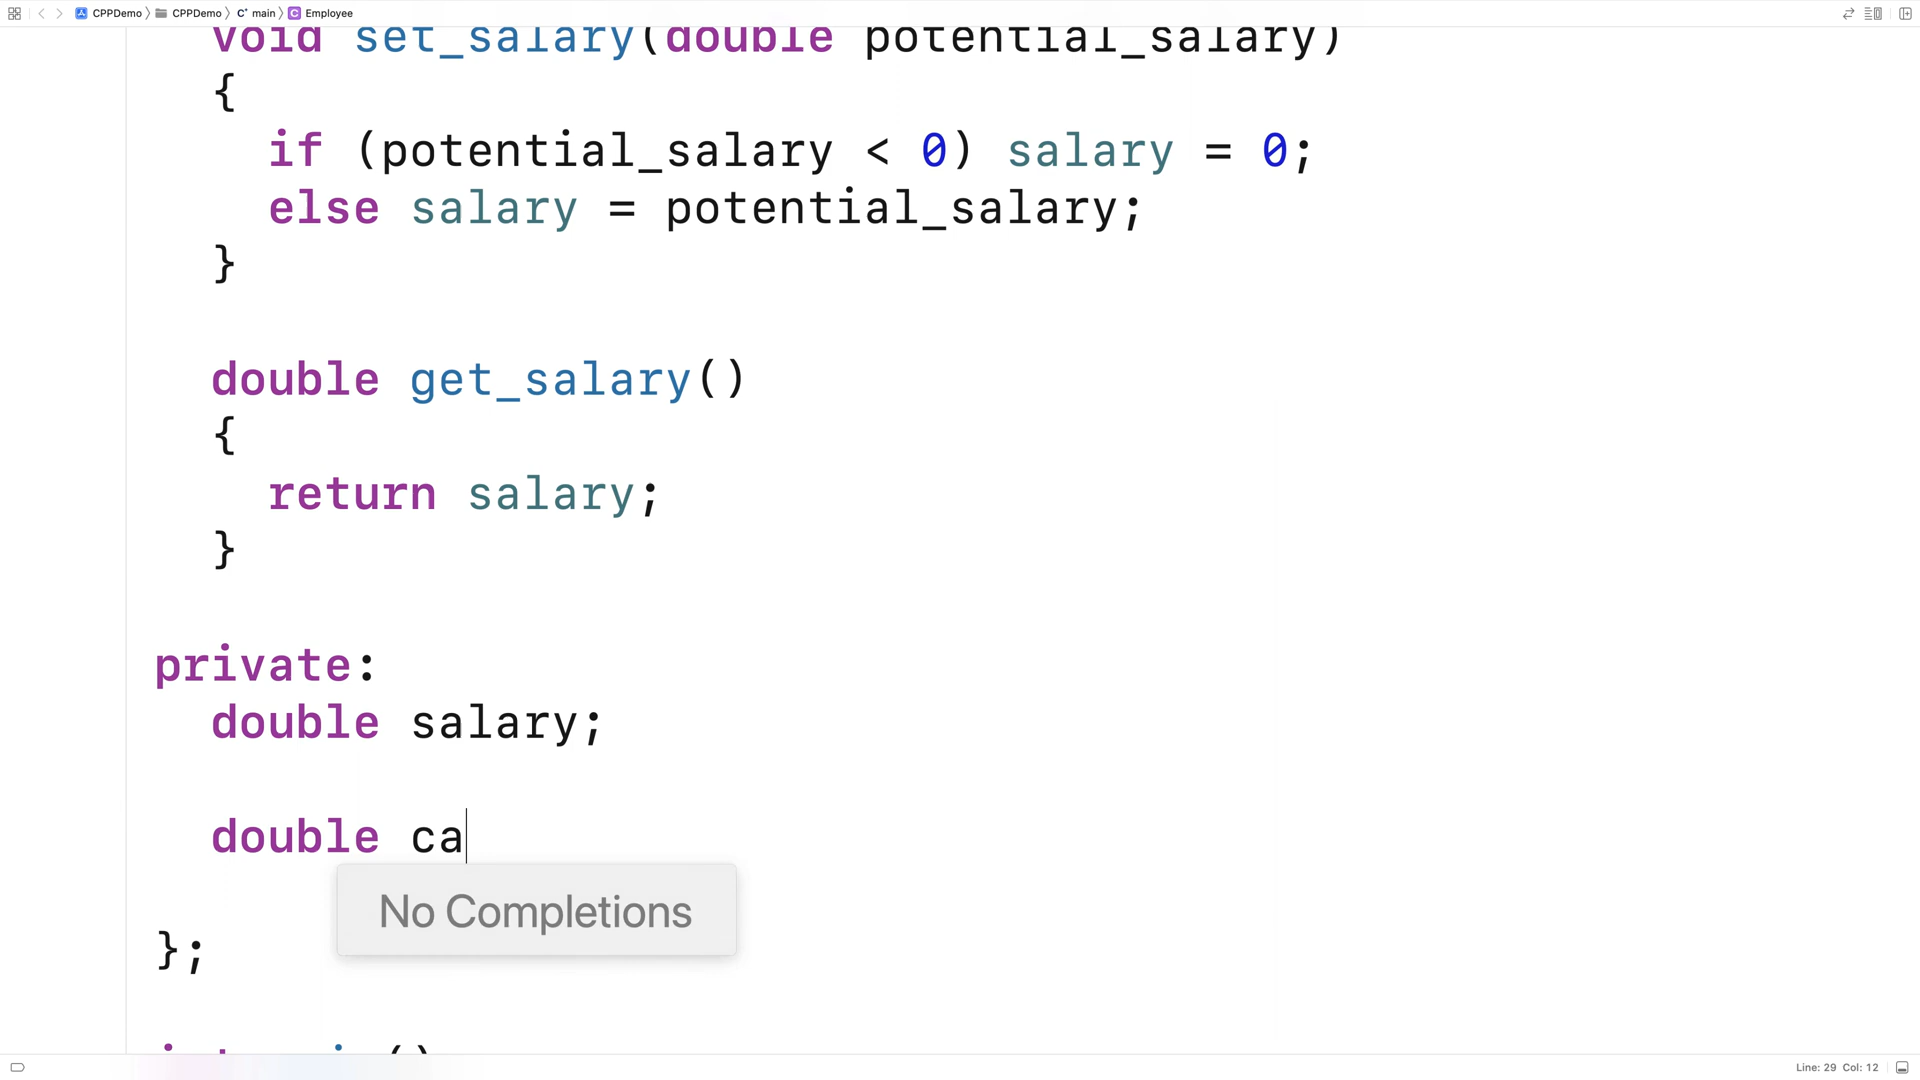 CPPDemo CPPDemo main Employee
void set_salary(double potential_salary)
{
if (potential_salary < 0) salary = 0;
else salary = potential_salary;
}
double get_salary()
{
return salary;
}
private:
double salary;
double ca
No Completions
};
Line: 29 Col: 12